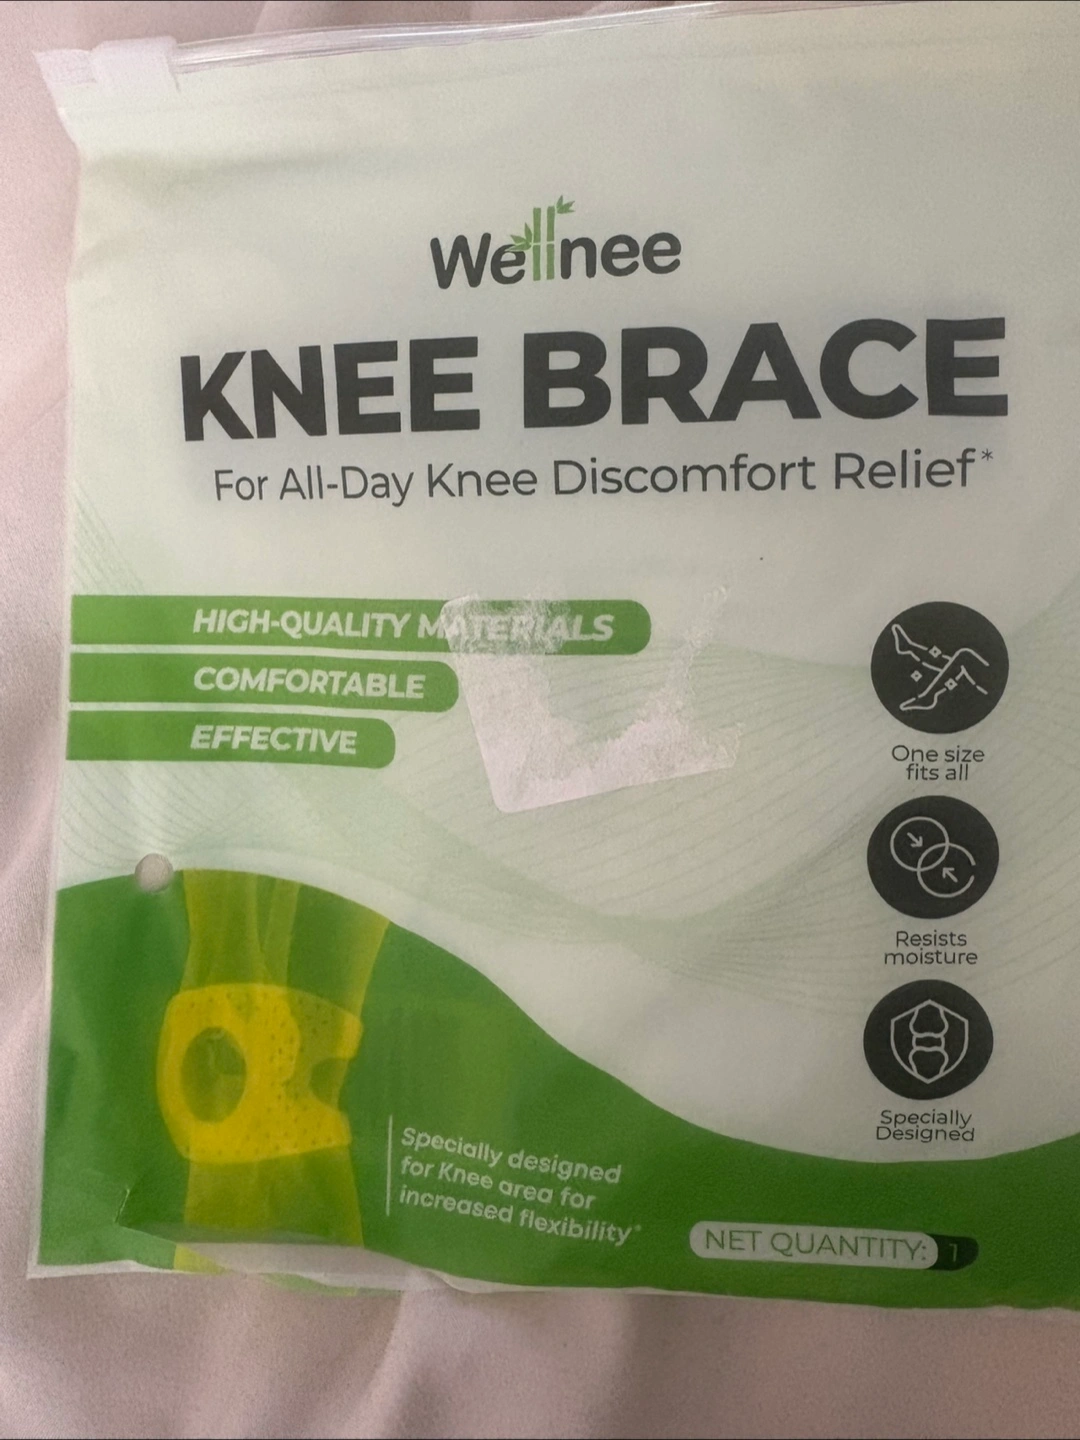 Wellnee
KNEE BRACE
For All-Day Knee Discomfort Relief*
HIGH-QUALITY MATERIALS
COMFORTABLE
EFFECTIVE
One size
fits all
Resists
moisture
Specially
Designed
Specially designed
for Knee area for
increased flexibility*
NET QUANTITY: 1